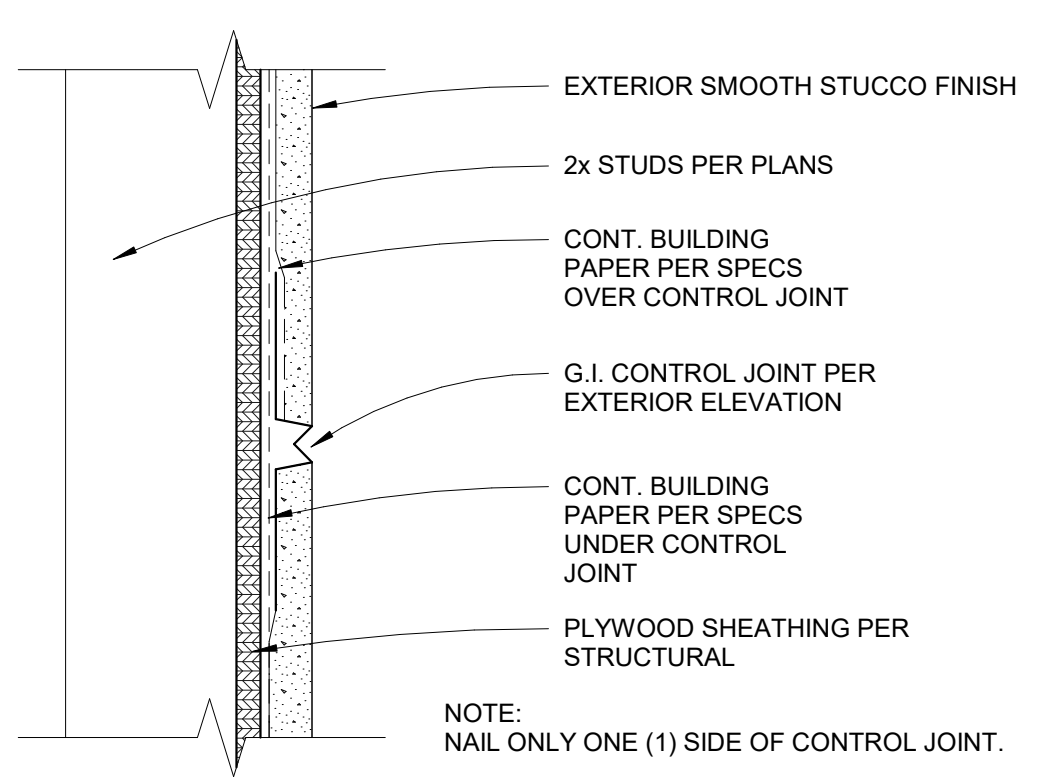 EXTERIOR SMOOTH STUCCO FINISH
2x STUDS PER PLANS
CONT. BUILDING
PAPER PER SPECS
OVER CONTROL JOINT
G.I. CONTROL JOINT PER
EXTERIOR ELEVATION
CONT. BUILDING
PAPER PER SPECS
UNDER CONTROL
JOINT
PLYWOOD SHEATHING PER
STRUCTURAL
NOTE:
NAIL ONLY ONE (1) SIDE OF CONTROL JOINT.